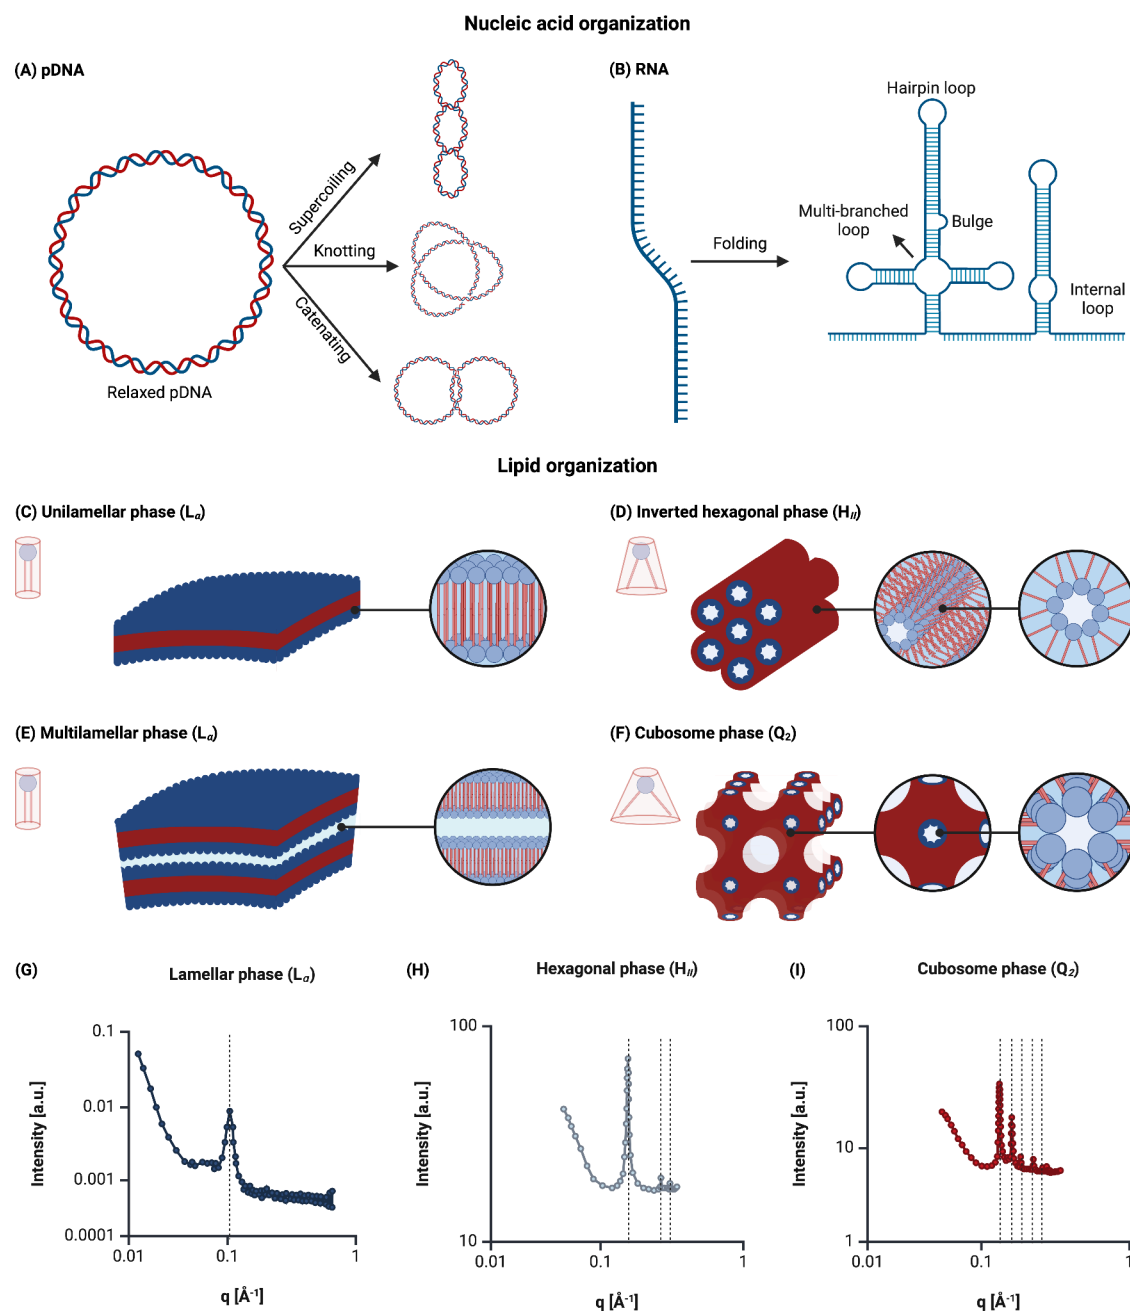 Nucleic acid organization
(A) pDNA
Supercoiling
Knotting
Catenating
Relaxed pDNA
(B) RNA
Folding
Hairpin loop
Multi-branched
loop
Bulge
Internal
loop
Lipid organization
(C) Unilamellar phase (Lα)
(D) Inverted hexagonal phase (HII)
(E) Multilamellar phase (Lα)
(F) Cubosome phase (Q2)
(G)
Lamellar phase (Lα)
Intensity [a.u.]
0.1
0.01
0.001
0.0001
0.01
0.1
1
q [Å-1]
(H)
Hexagonal phase (HII)
Intensity [a.u.]
100
10
0.01
0.1
1
q [Å-1]
(I)
Cubosome phase (Q2)
Intensity [a.u.]
100
10
1
0.01
0.1
1
q [Å-1]